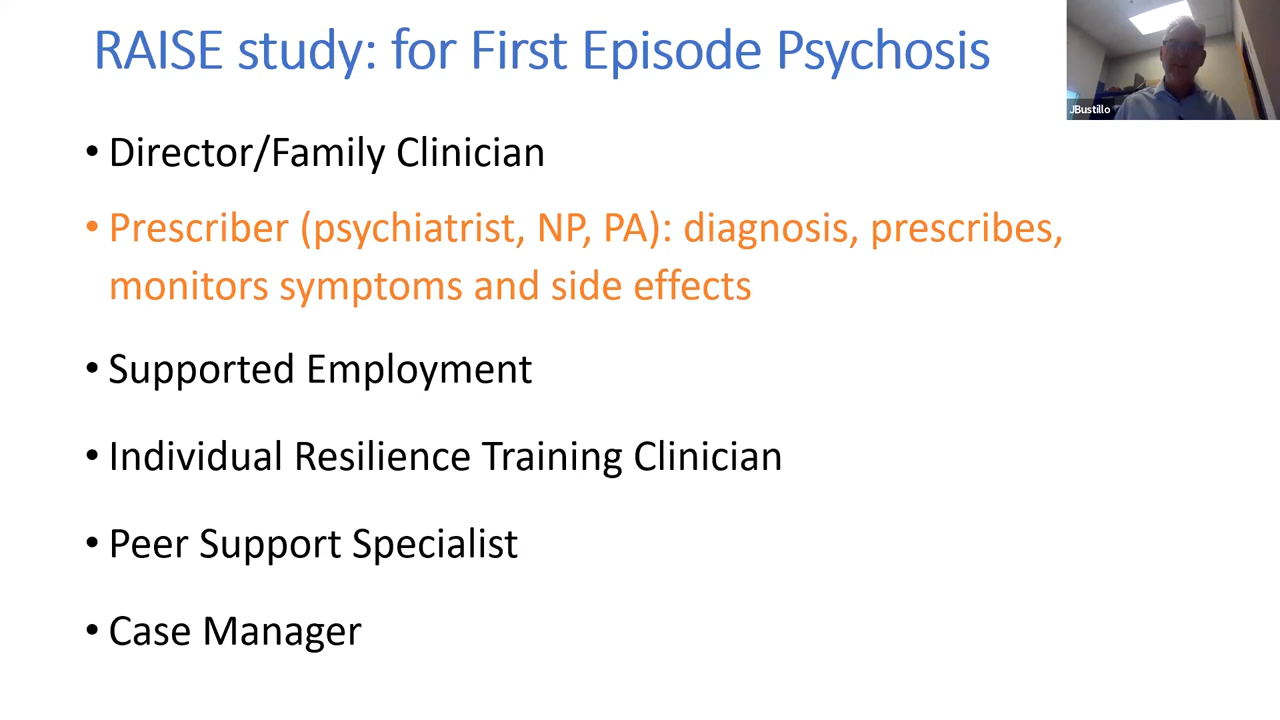 RAISE study: for First Episode Psychosis
JBustillo
• Director/Family Clinician
• Prescriber (psychiatrist, NP, PA): diagnosis, prescribes,
monitors symptoms and side effects
• Supported Employment
• Individual Resilience Training Clinician
• Peer Support Specialist
• Case Manager